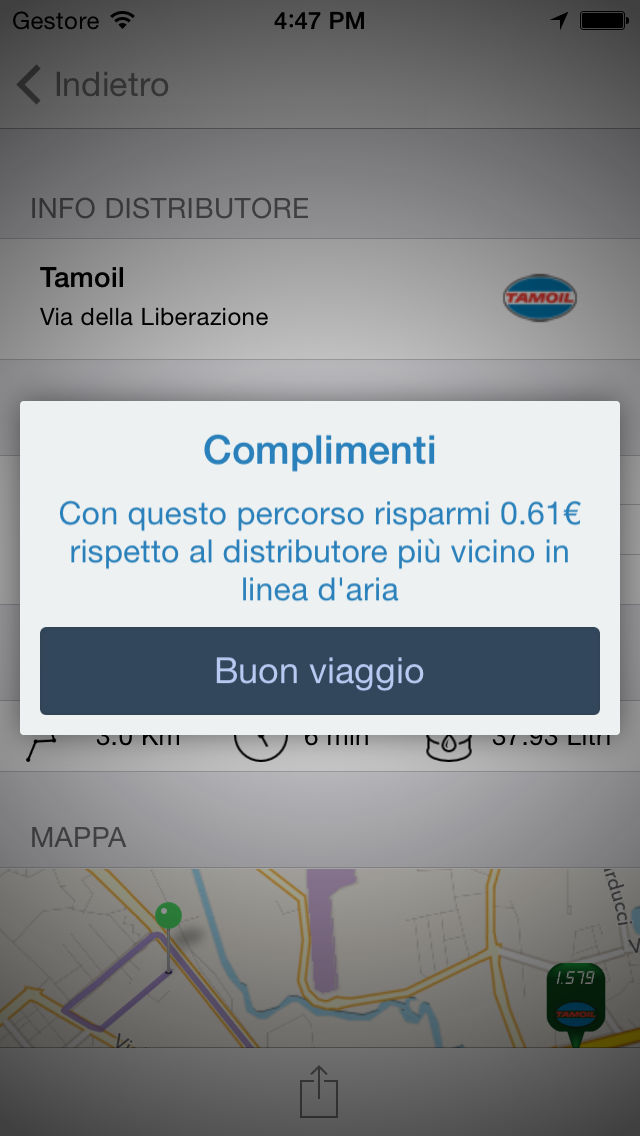 Gestore 4:47 PM
Indietro
INFO DISTRIBUTORE
Tamoil
Via della Liberazione
TAMOIL
Complimenti
Con questo percorso risparmi 0.61€
rispetto al distributore più vicino in
linea d'aria
Buon viaggio
3.0 Km 6 min 37.93 Litri
MAPPA
1.579
TAMOIL